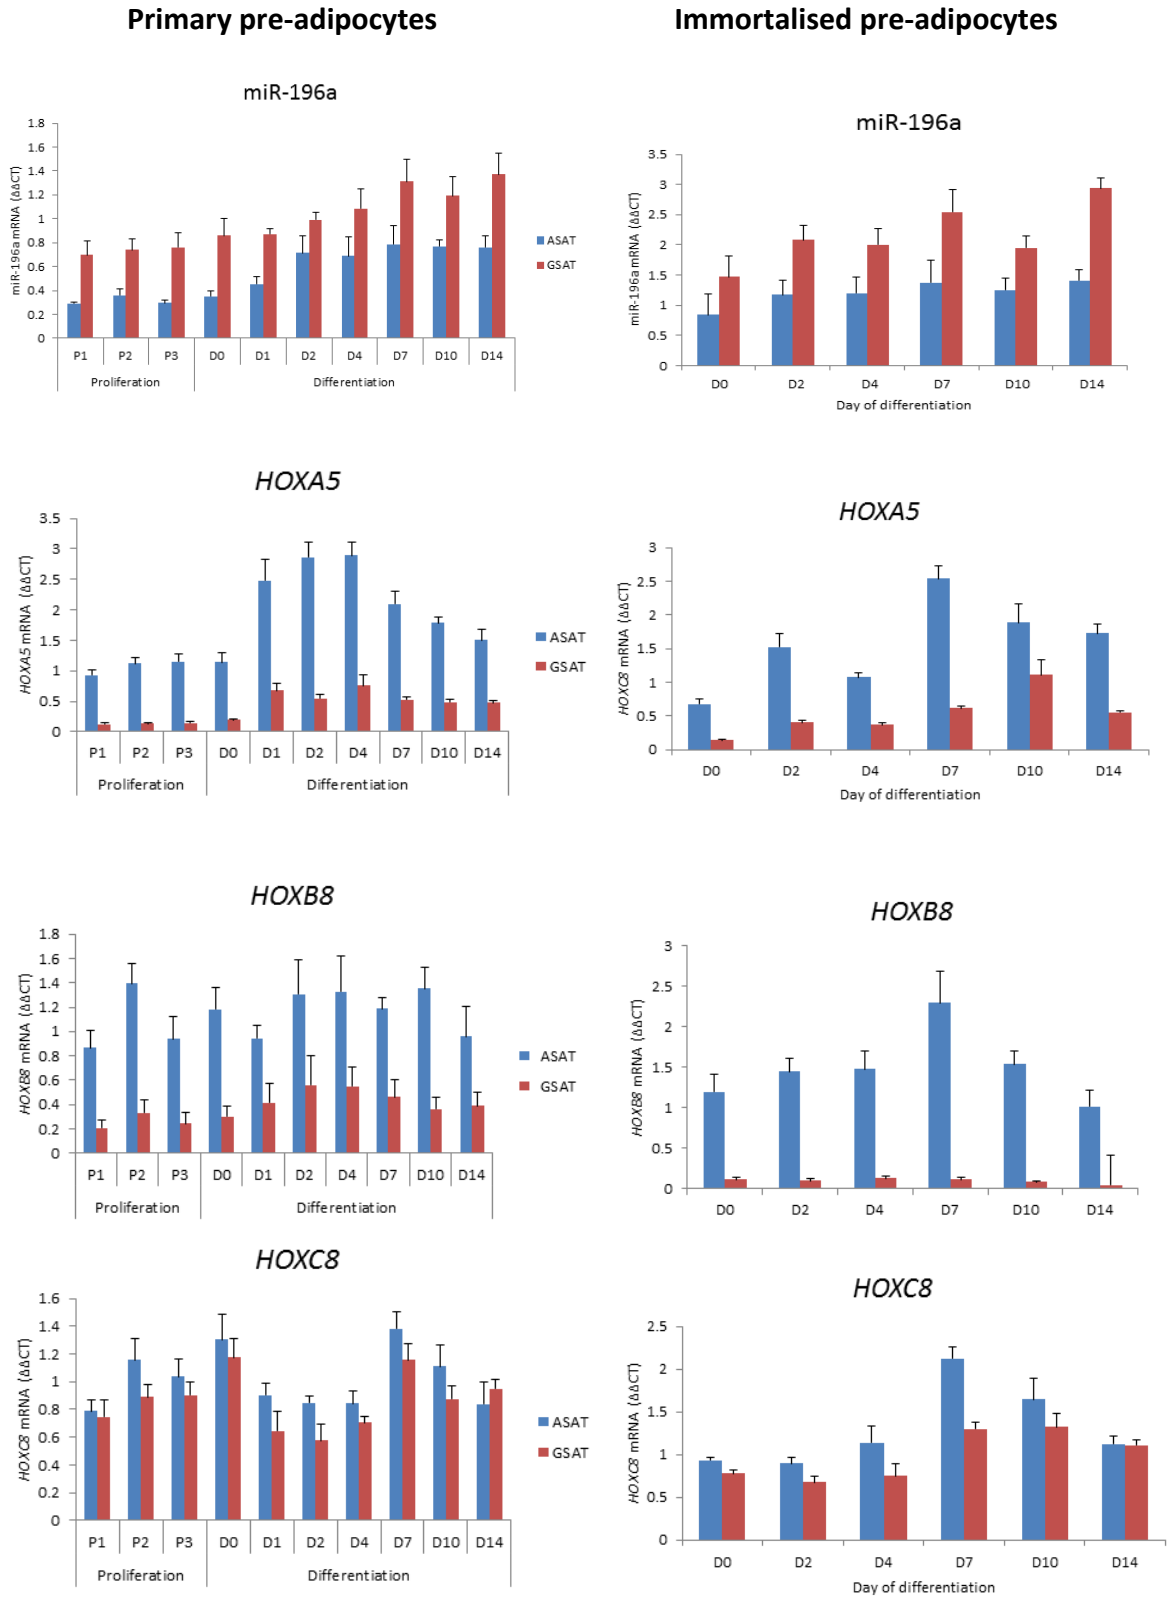 Primary pre-adipocytes
Immortalised pre-adipocytes
miR-196a
miR-196a mRNA (ΔΔCT)
1.8
1.6
1.4
1.2
1
0.8
0.6
0.4
0.2
0
P1 P2 P3 D0 D1 D2 D4 D7 D10 D14
Proliferation Differentiation
ASAT
GSAT
miR-196a
miR-196a mRNA (ΔΔCT)
3.5
3
2.5
2
1.5
1
0.5
0
D0 D2 D4 D7 D10 D14
Day of differentiation
HOXA5
HOXA5 mRNA (ΔΔCT)
3.5
3
2.5
2
1.5
1
0.5
0
P1 P2 P3 D0 D1 D2 D4 D7 D10 D14
Proliferation Differentiation
ASAT
GSAT
HOXA5
HOXC8 mRNA (ΔΔCT)
3
2.5
2
1.5
1
0.5
0
D0 D2 D4 D7 D10 D14
Day of differentiation
HOXB8
HOXB8 mRNA (ΔΔCT)
1.8
1.6
1.4
1.2
1
0.8
0.6
0.4
0.2
0
P1 P2 P3 D0 D1 D2 D4 D7 D10 D14
Proliferation Differentiation
ASAT
GSAT
HOXB8
HOXB8 mRNA (ΔΔCT)
3
2.5
2
1.5
1
0.5
0
D0 D2 D4 D7 D10 D14
HOXC8
HOXC8 mRNA (ΔΔCT)
1.6
1.4
1.2
1
0.8
0.6
0.4
0.2
0
P1 P2 P3 D0 D1 D2 D4 D7 D10 D14
Proliferation Differentiation
ASAT
GSAT
HOXC8
HOXC8 mRNA (ΔΔCT)
2.5
2
1.5
1
0.5
0
D0 D2 D4 D7 D10 D14
Day of differentiation